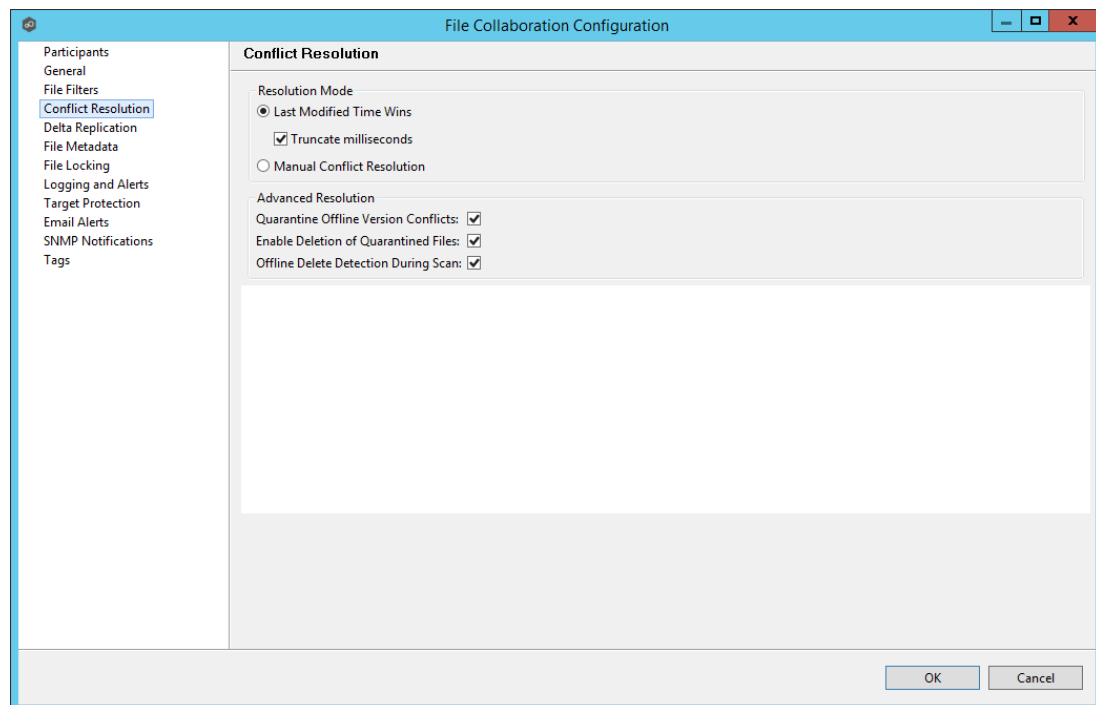 File Collaboration Configuration
Participants
General
File Filters
Conflict Resolution
Delta Replication
File Metadata
File Locking
Logging and Alerts
Target Protection
Email Alerts
SNMP Notifications
Tags
Conflict Resolution
Resolution Mode
Last Modified Time Wins
Truncate milliseconds
Manual Conflict Resolution
Advanced Resolution
Quarantine Offline Version Conflicts:
Enable Deletion of Quarantined Files:
Offline Delete Detection During Scan:
OK
Cancel